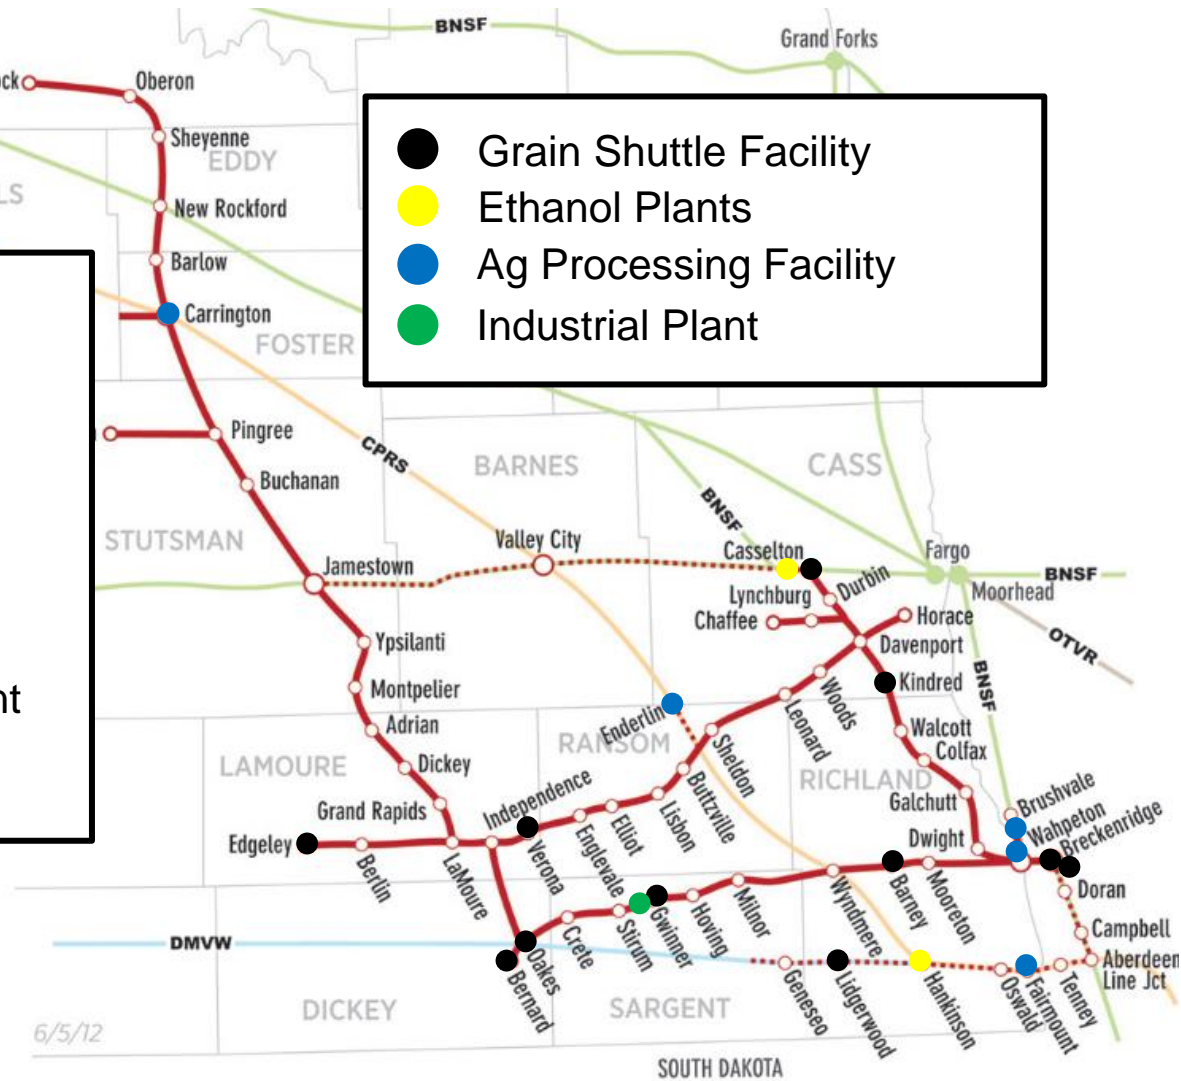 BNSF
Grand Forks
ck
Oberon
Sheyenne
EDDY
LS
New Rockford
Barlow
Carrington
FOSTER
Grain Shuttle Facility
Ethanol Plants
Ag Processing Facility
Industrial Plant
Pingree
CPRS
BARNES
CASS
Buchanan
BNSF
STUTSMAN
Valley City
Jamestown
Casselton
Fargo
BNSF
Moorhead
Lynchburg
Durbin
Chaffee
Horace
Davenport
OTVR
Ypsilanti
BNSF
Kindred
Montpelier
nt
Woods
Leonard
Enderlin
Adrian
Walcott
Sheldon
RANSOM
Colfax
LAMOURE
Dickey
Buttzville
RICHLAND
Independence
Galchutt
Brushvale
Grand Rapids
Lisbon
Eliot
Englevale
Wahpeton
Breckenridge
Dwight
Edgeley
Berlin
LaMoure
Verona
Wyndmere
Barney
Mooreton
Doran
Milnor
Hoving
Gwinner
Stirum
Crete
Campbell
DMVW
Oakes
Bernard
Aberdeen
Line Jct
Geneseo
Lidgerwood
Hankinson
Oswald
Fairmount
Tenney
DICKEY
SARGENT
6/5/12
SOUTH DAKOTA